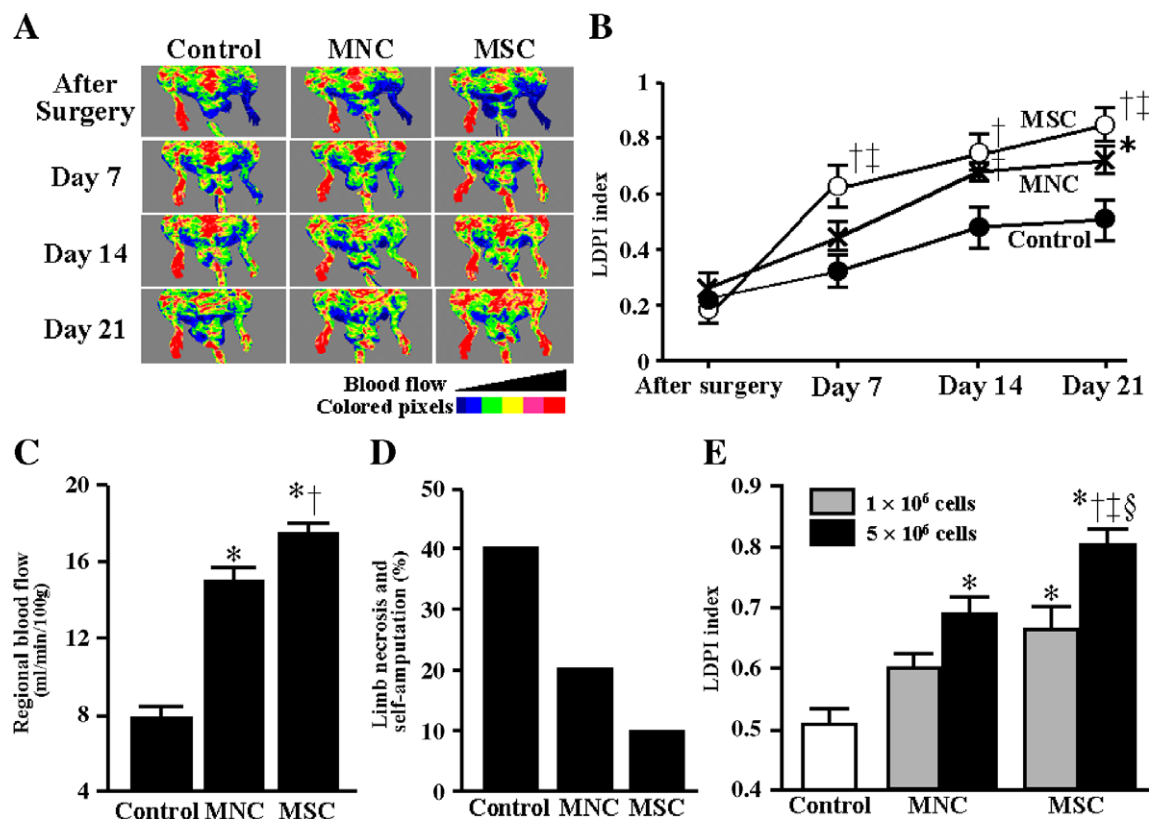 A
Control MNC MSC
After
Surgery
Day 7
Day 14
Day 21
Blood flow
Colored pixels
B
LDPI index
1
0.8
0.6
0.4
0.2
0
MSC
MNC
Control
†‡
‡
‡
†‡
*
After surgery Day 7 Day 14 Day 21
C
Regional blood flow
(ml/min/100g)
20
16
12
8
4
*
*†
Control MNC MSC
D
Limb necrosis and
self-amputation (%)
50
40
30
20
10
0
Control MNC MSC
E
LDPI index
0.9
0.8
0.7
0.6
0.5
0.4
1 × 10⁶ cells
5 × 10⁶ cells
*
*
*†‡§
Control MNC MSC